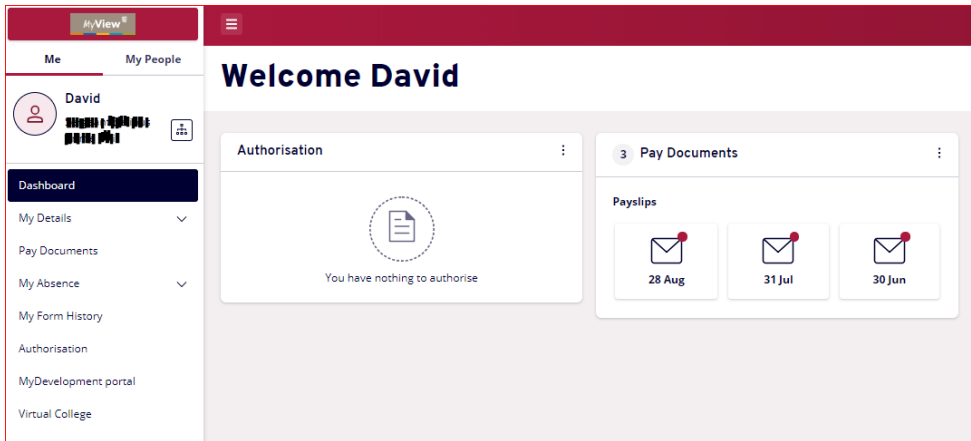 MyView
Me My People
David
Dashboard
My Details
Pay Documents
My Absence
My Form History
Authorisation
MyDevelopment portal
Virtual College
Welcome David
Authorisation
You have nothing to authorise
3 Pay Documents
Payslips
28 Aug 31 Jul 30 Jun